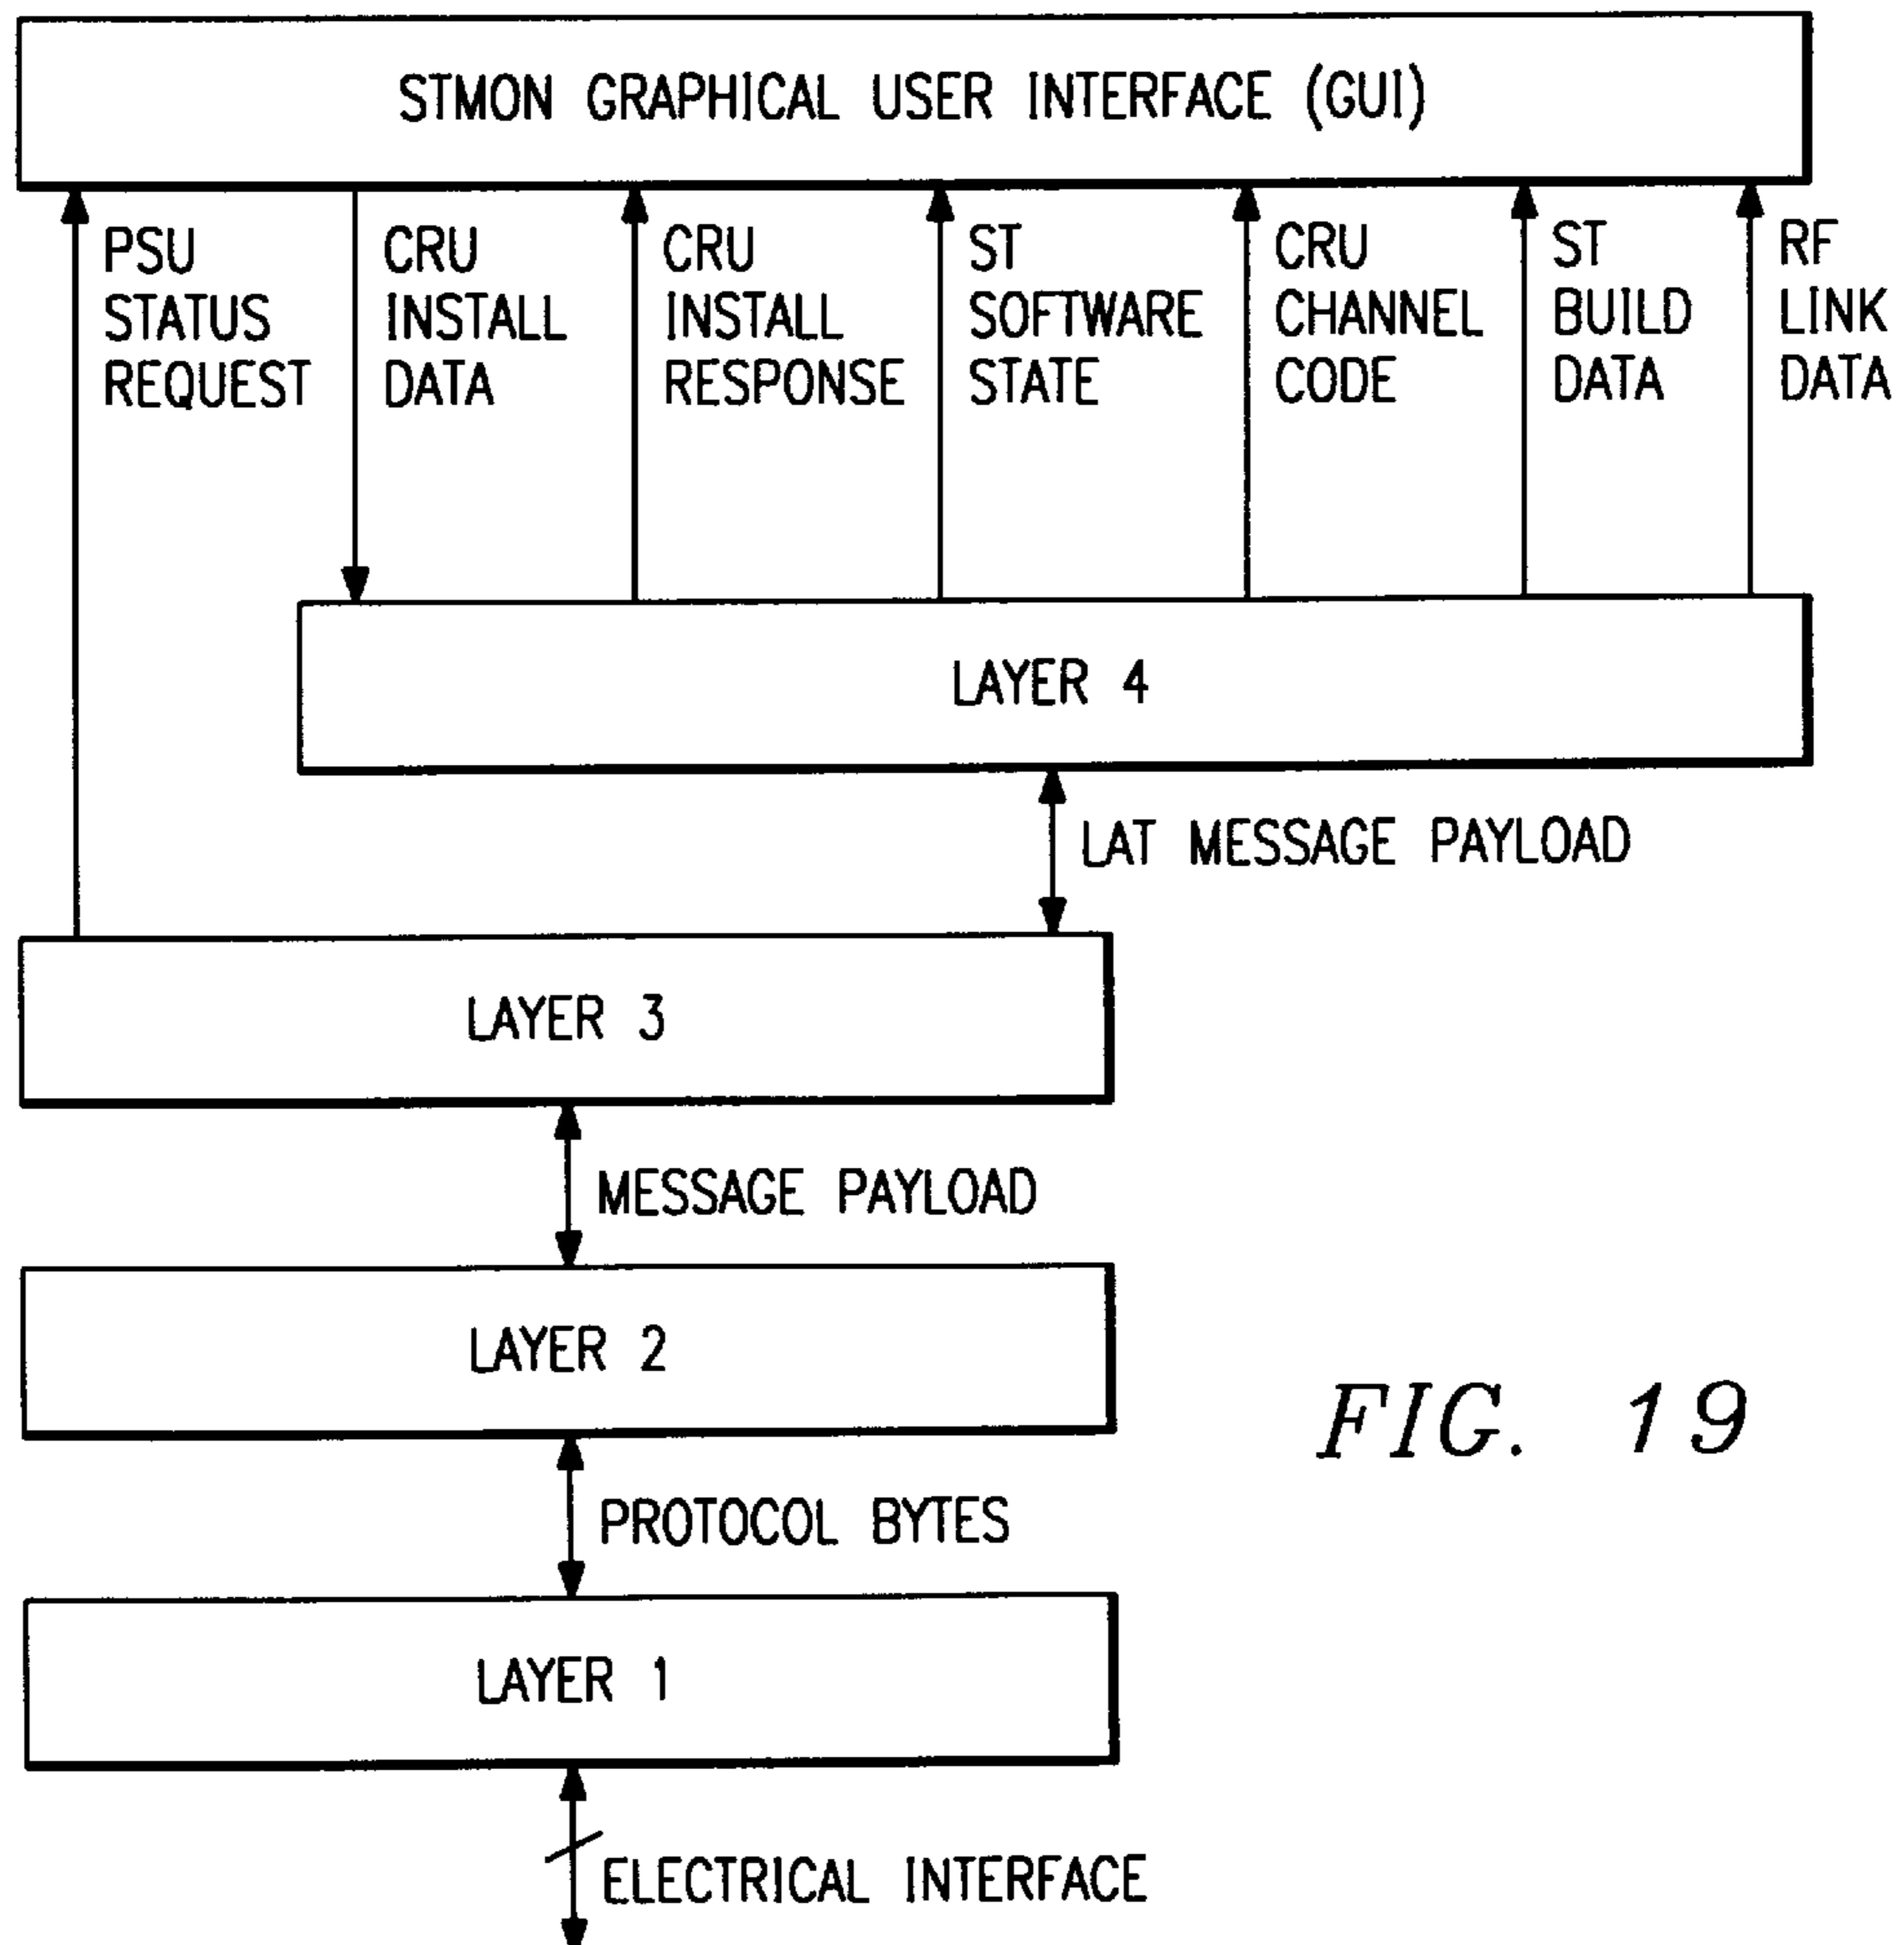 STMON GRAPHICAL USER INTERFACE (GUI)
PSU
STATUS
REQUEST
CRU
INSTALL
DATA
CRU
INSTALL
RESPONSE
ST
SOFTWARE
STATE
CRU
CHANNEL
CODE
ST
BUILD
DATA
RF
LINK
DATA
LAYER 4
LAT MESSAGE PAYLOAD
LAYER 3
MESSAGE PAYLOAD
LAYER 2
FIG. 19
PROTOCOL BYTES
LAYER 1
ELECTRICAL INTERFACE